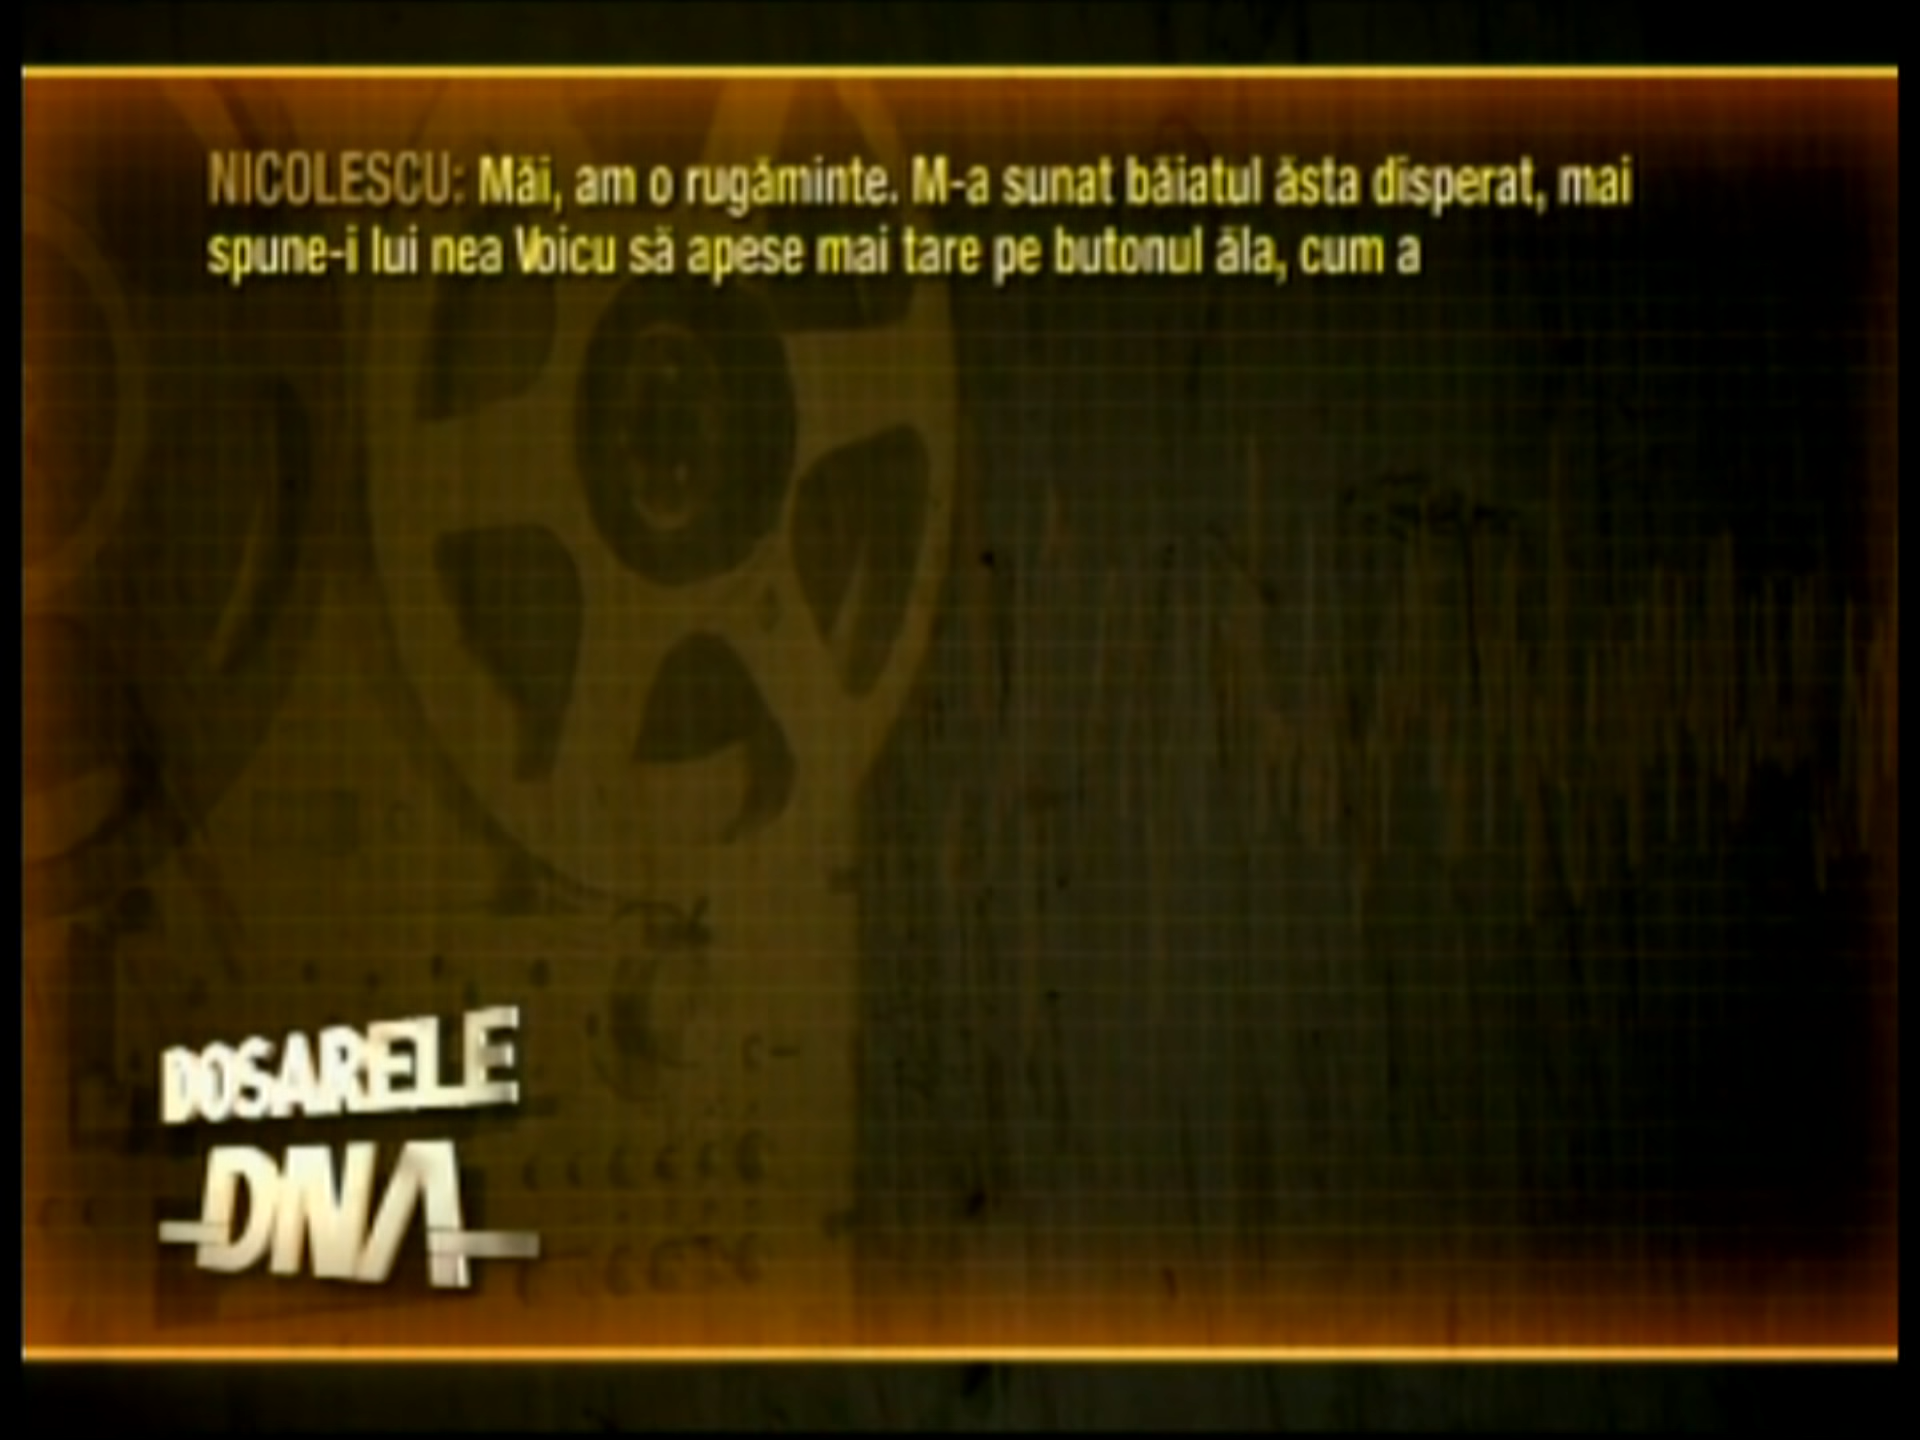 NICOLESCU: Măi, am o rugăminte. M-a sunat băiatul ăsta disperat, mai
spune-i lui nea Voicu să apese mai tare pe butonul ăla, cum a
DOSARELE
DNA